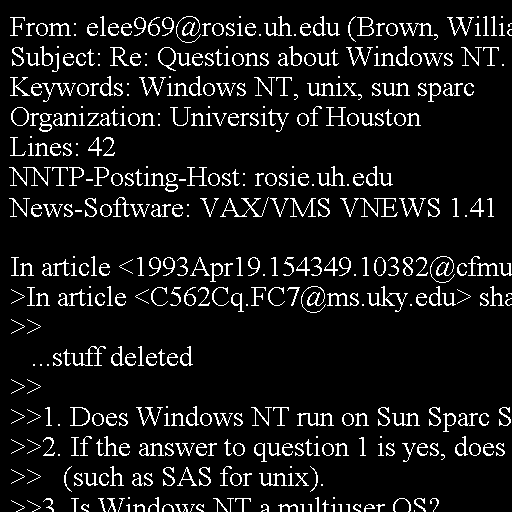 From: elee969@rosie.uh.edu (Brown, Willia
Subject: Re: Questions about Windows NT.
Keywords: Windows NT, unix, sun sparc
Organization: University of Houston
Lines: 42
NNTP-Posting-Host: rosie.uh.edu
News-Software: VAX/VMS VNEWS 1.41
In article <1993Apr19.154349.10382@cfmu
>In article <C562Cq.FC7@ms.uky.edu> sha
>>
...stuff deleted
>>
>>1. Does Windows NT run on Sun Sparc S
>>2. If the answer to question 1 is yes, does
>> (such as SAS for unix).
>>3. Is Windows NT a multiuser OS?